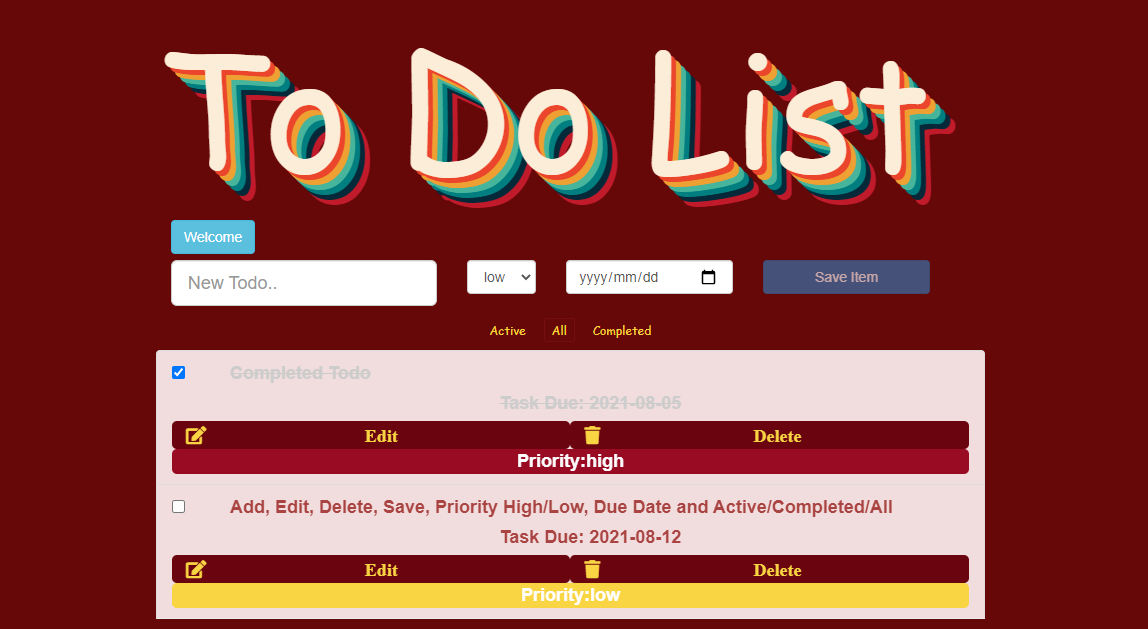 To Do List
Welcome
New Todo.. low yyyy/mm/dd Save Item
Active All Completed
Completed Todo
Task Due: 2021-08-05
Edit Delete
Priority:high
Add, Edit, Delete, Save, Priority High/Low, Due Date and Active/Completed/All
Task Due: 2021-08-12
Edit Delete
Priority:low